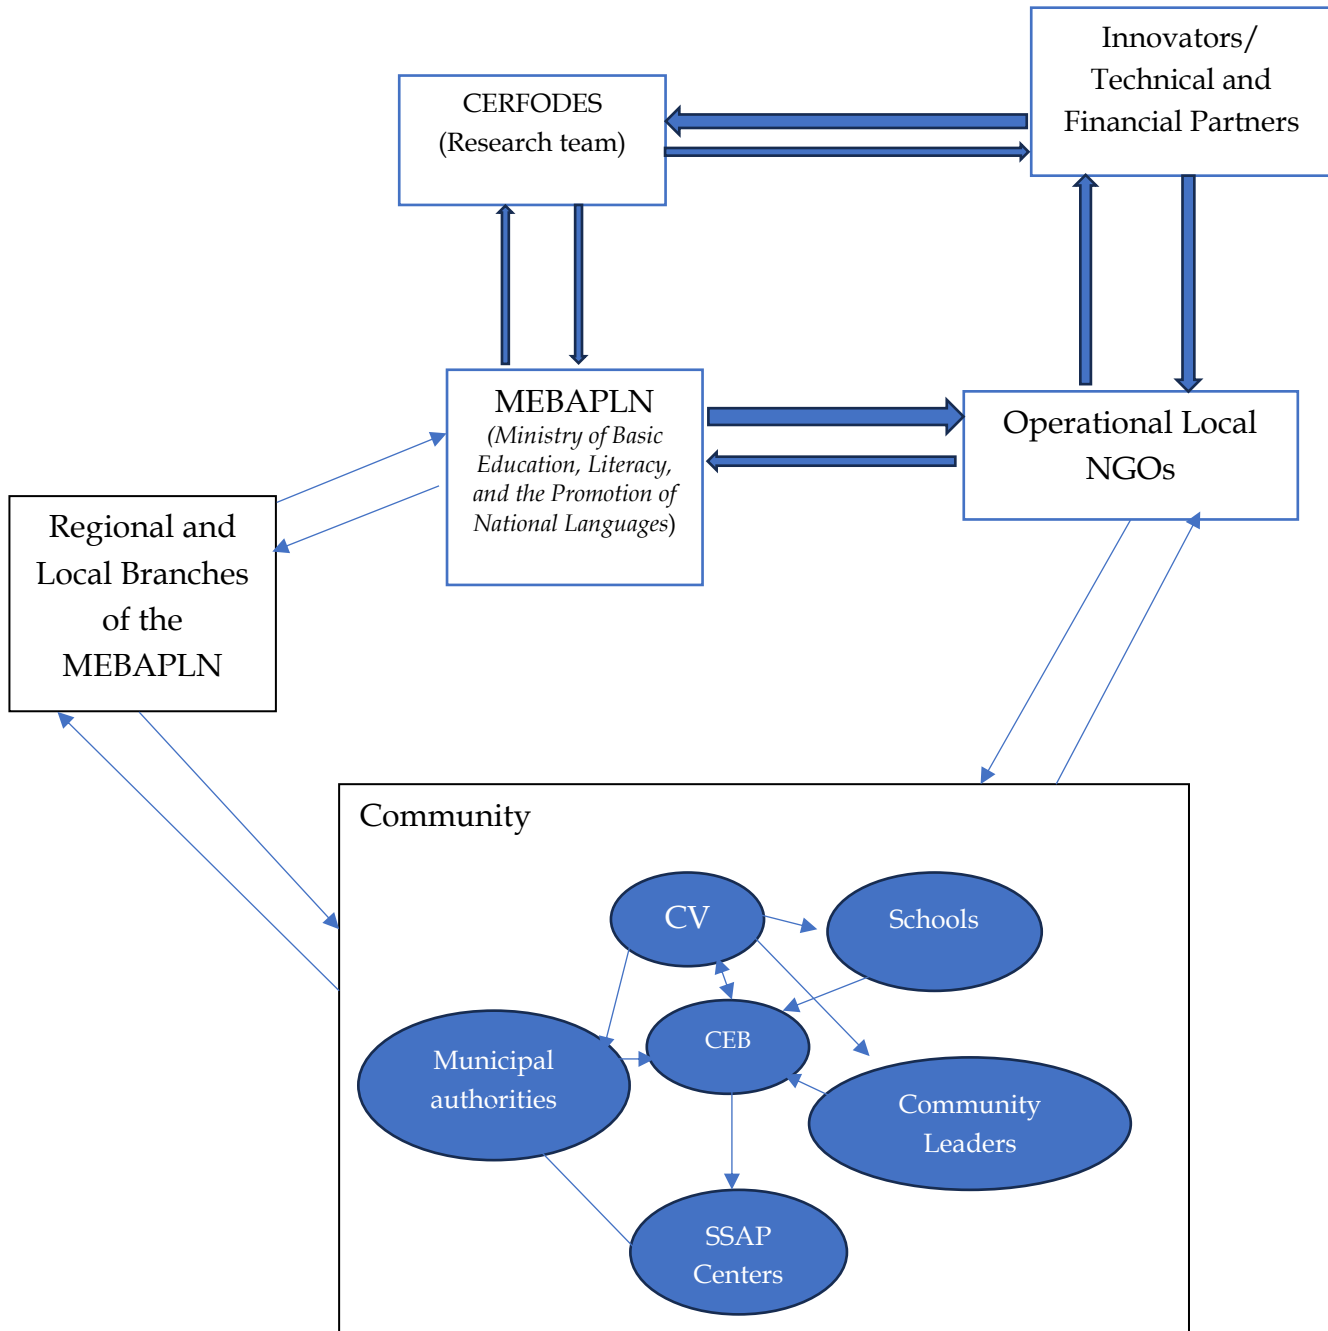 Innovators/
Technical and
Financial Partners
CERFODES
(Research team)
MEBAPLN
(Ministry of Basic
Education, Literacy,
and the Promotion of
National Languages)
Operational Local
NGOs
Regional and
Local Branches
of the
MEBAPLN
Community
CV
Schools
CEB
Municipal
authorities
Community
Leaders
SSAP
Centers